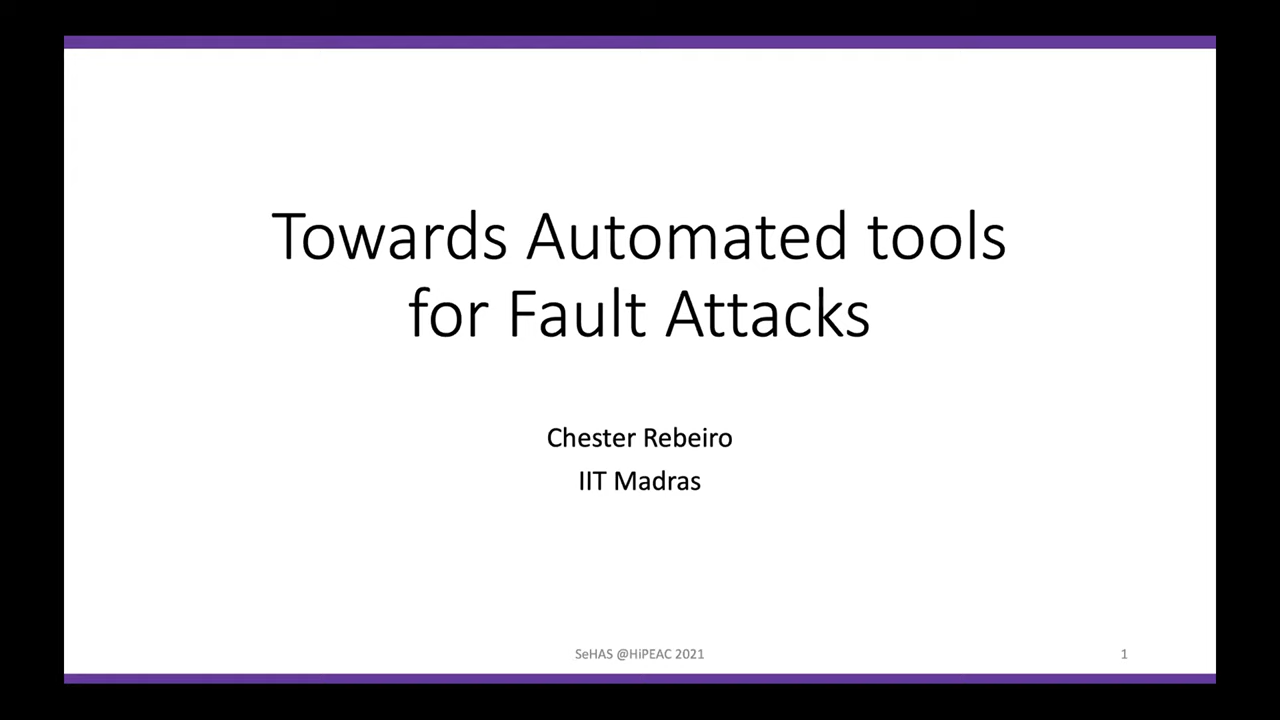 Towards Automated tools
for Fault Attacks
Chester Rebeiro
IIT Madras
SeHAS @HiPEAC 2021
1